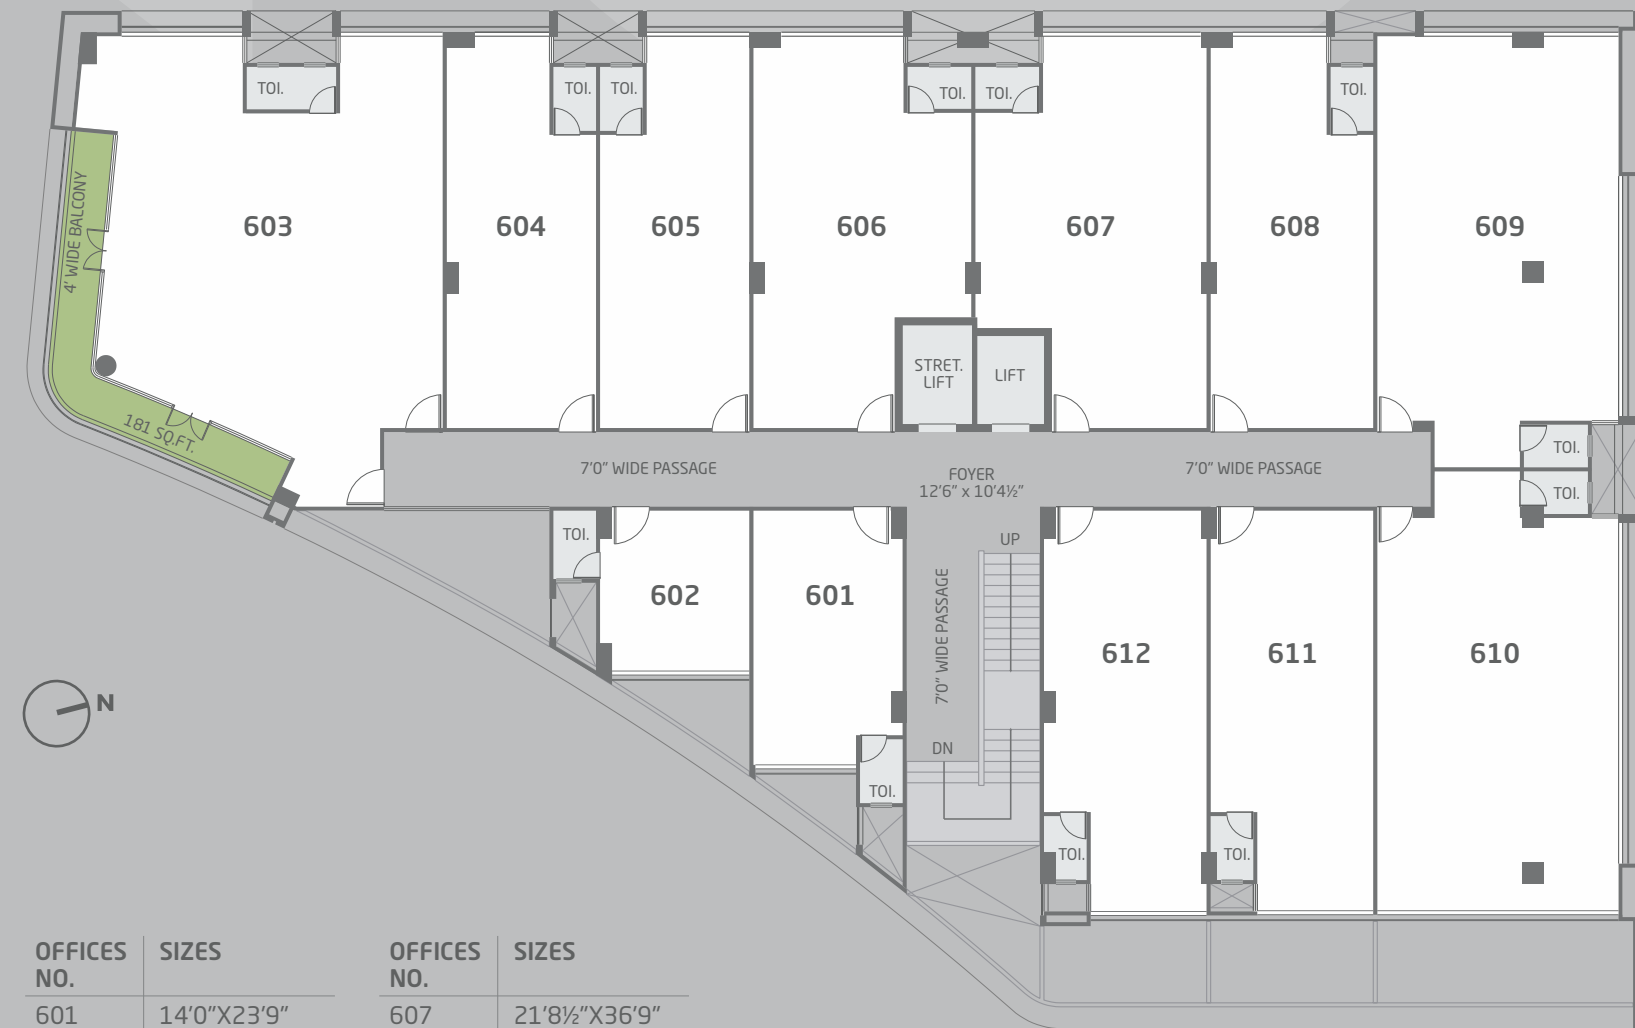 TOI.
TOI.
TOI.
TOI.
TOI.
TOI.
4' WIDE BALCONY
603
604
605
606
607
608
609
STRET.
LIFT
LIFT
181 SQ.FT.
7'0" WIDE PASSAGE
FOYER
12'6" x 10'4½"
7'0" WIDE PASSAGE
TOI.
TOI.
TOI.
UP
602
601
7'0" WIDE PASSAGE
612
611
610
N
DN
TOI.
TOI.
TOI.
OFFICES
NO.
SIZES
OFFICES
NO.
SIZES
601
14'0"X23'9"
607
21'8½"X36'9"